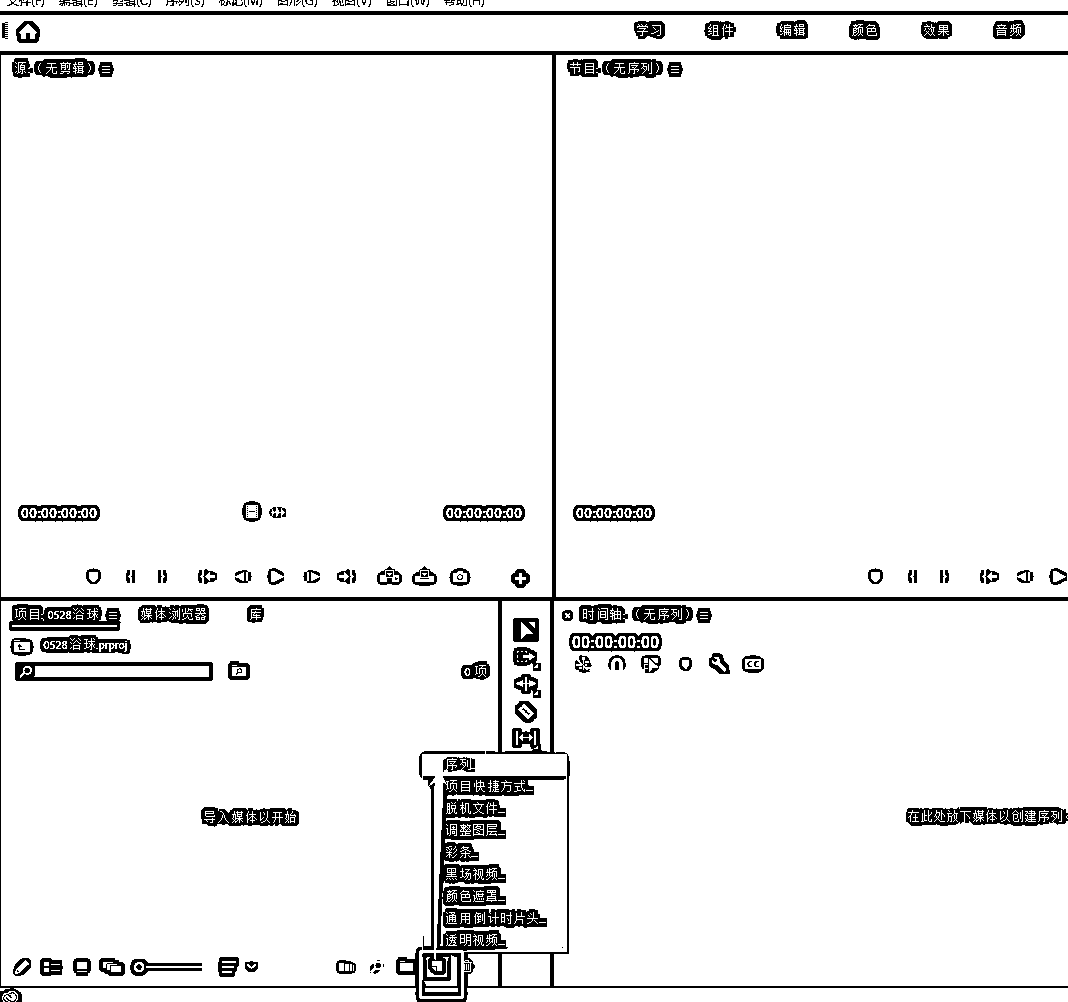 文件(F) 编辑(E) 剪辑(C) 序列(S) 标记(M) 图形(G) 视图(V) 窗口(W) 帮助(H)
学习 组件 编辑 颜色 效果 音频
源:(无剪辑)
节目:(无序列)
00:00:00:00
00:00:00:00
00:00:00:00
项目:0528浴球 媒体浏览器 库
0528浴球.prproj
0 项
导入媒体以开始
× 时间轴:(无序列)
00:00:00:00
CC
在此处放下媒体以创建序列
序列...
项目快捷方式...
脱机文件...
调整图层...
彩条...
黑场视频...
颜色遮罩...
通用倒计时片头...
透明视频...